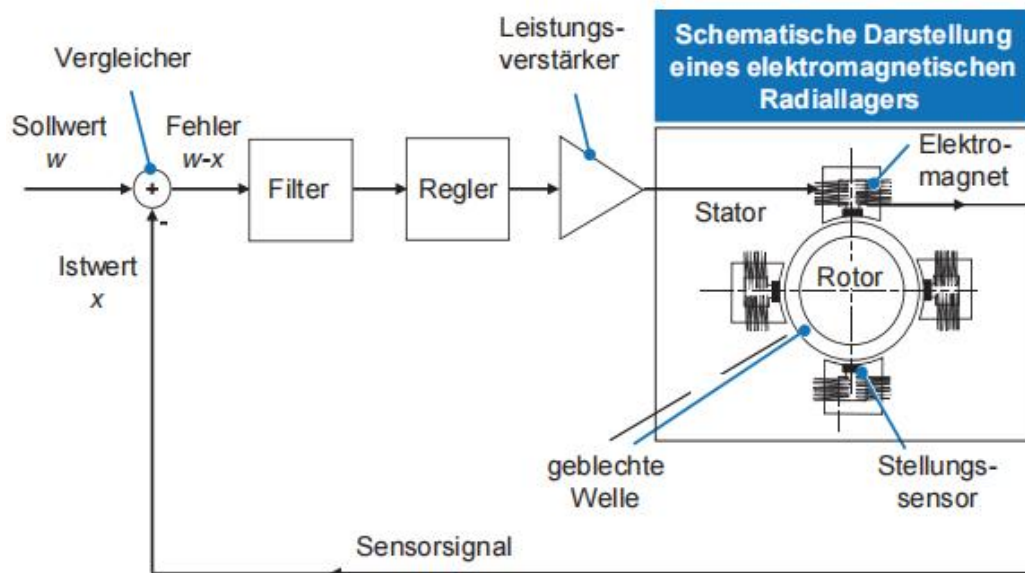 Vergleicher
Leistungs-
verstärker
Schematische Darstellung
eines elektromagnetischen
Radiallagers
Sollwert
w
Fehler
w-x
+
-
Filter
Regler
Elektro-
magnet
Stator
Rotor
Istwert
x
geblechte
Welle
Stellungs-
sensor
Sensorsignal